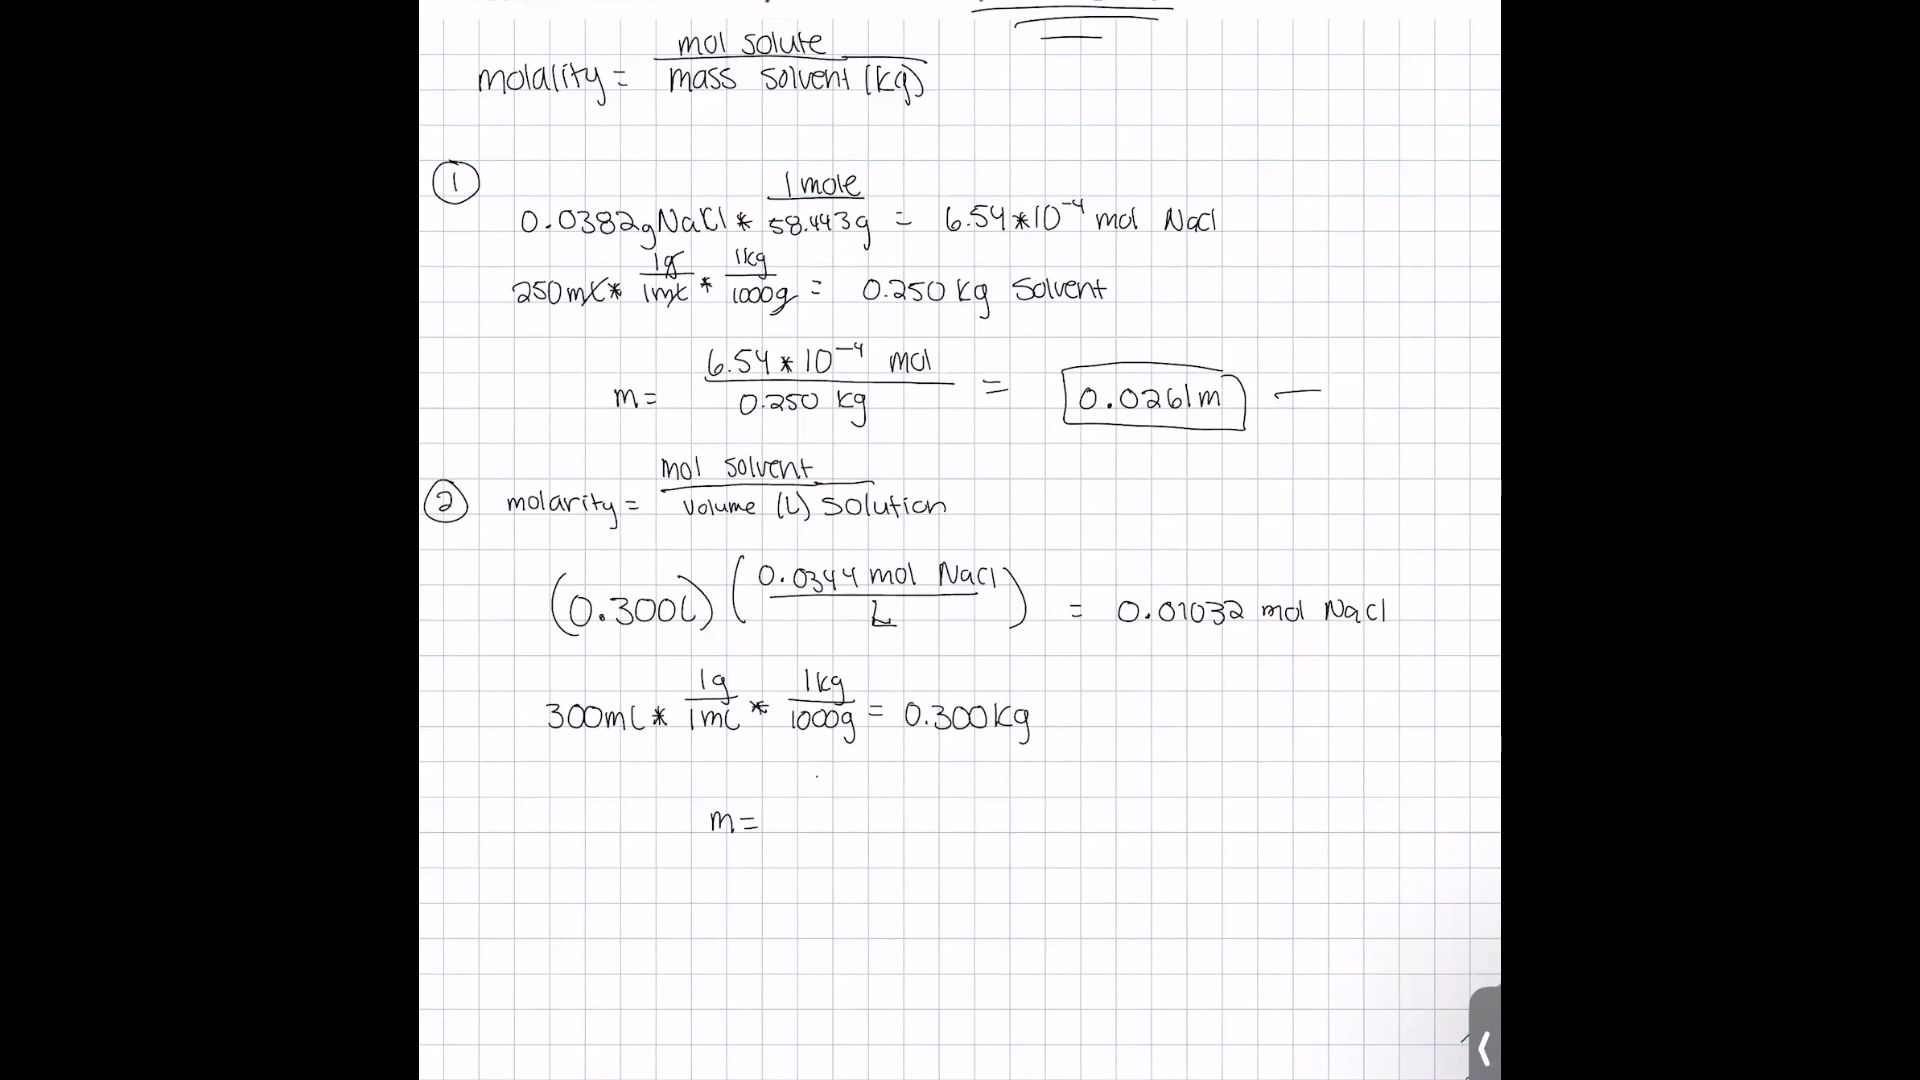 mol solute
molality = mass solvent (kg)
1
1 mole
0.0382g NaCl * 58.443g = 6.54*10^-4 mol NaCl
1g 1kg
250mL * 1mL * 1000g = 0.250 kg Solvent
6.54 * 10^-4 mol
m= 0.250 kg = 0.0261m —
mol solvent
2 molarity = Volume (L) Solution
0.0344 mol NaCl
(0.300L) ( L ) = 0.01032 mol NaCl
1g 1kg
300mL * 1mL * 1000g = 0.300kg
m=